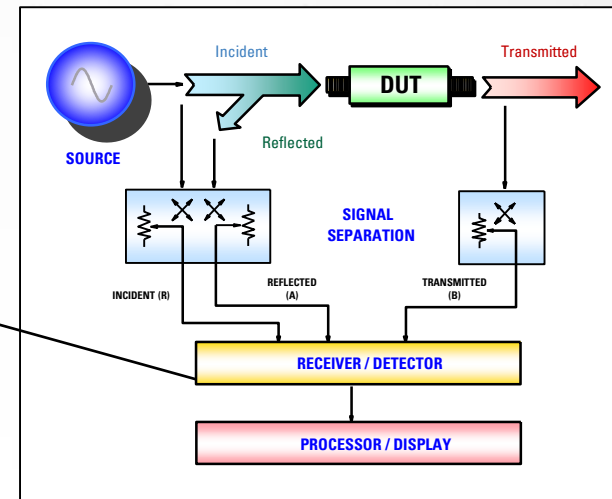 Incident
Transmitted
DUT
Reflected
SOURCE
SIGNAL
SEPARATION
INCIDENT (R)
REFLECTED
(A)
TRANSMITTED
(B)
RECEIVER / DETECTOR
PROCESSOR / DISPLAY